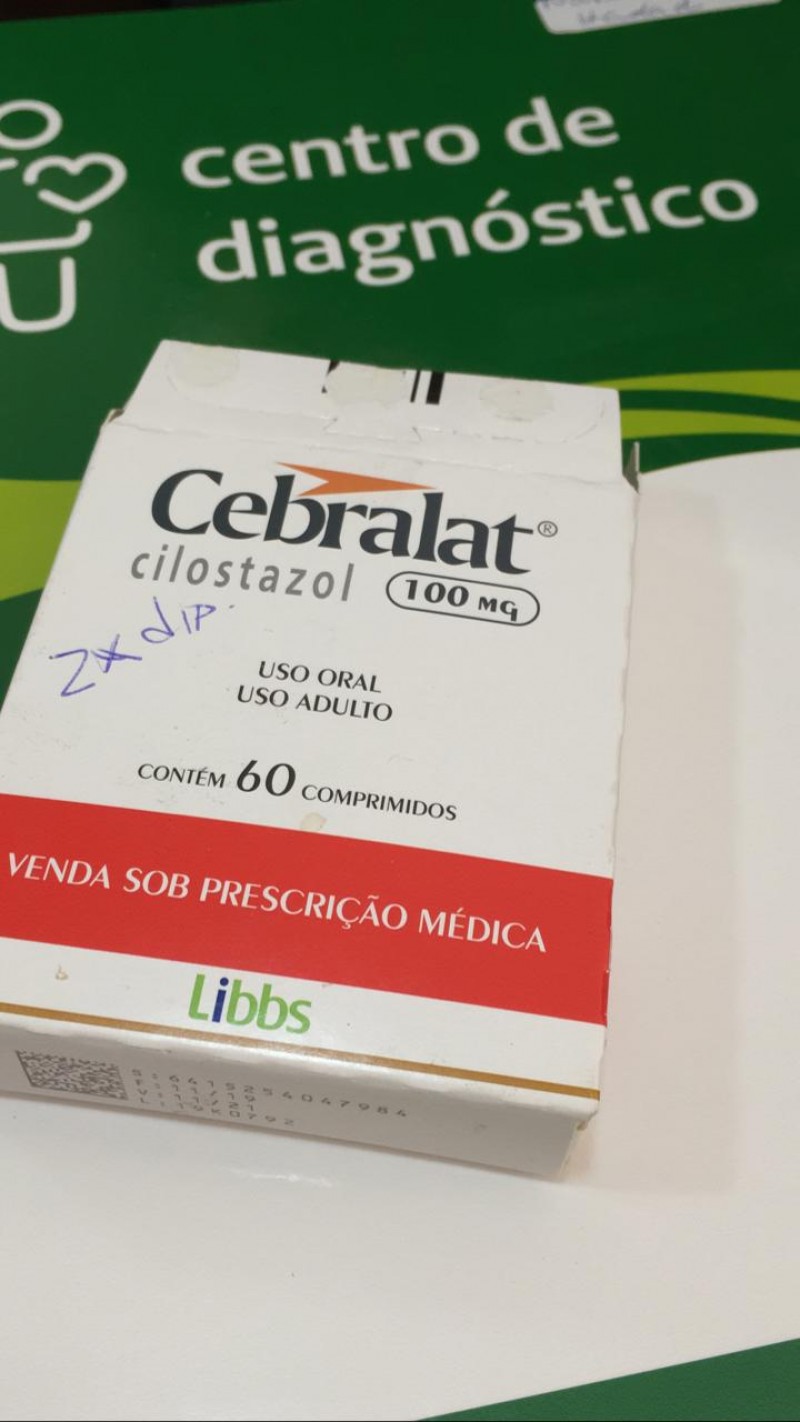 centro de
diagnóstico
Cebralat®
cilostazol 100 MG
2x dip.
USO ORAL
USO ADULTO
CONTÉM 60 COMPRIMIDOS
VENDA SOB PRESCRIÇÃO MÉDICA
Libbs